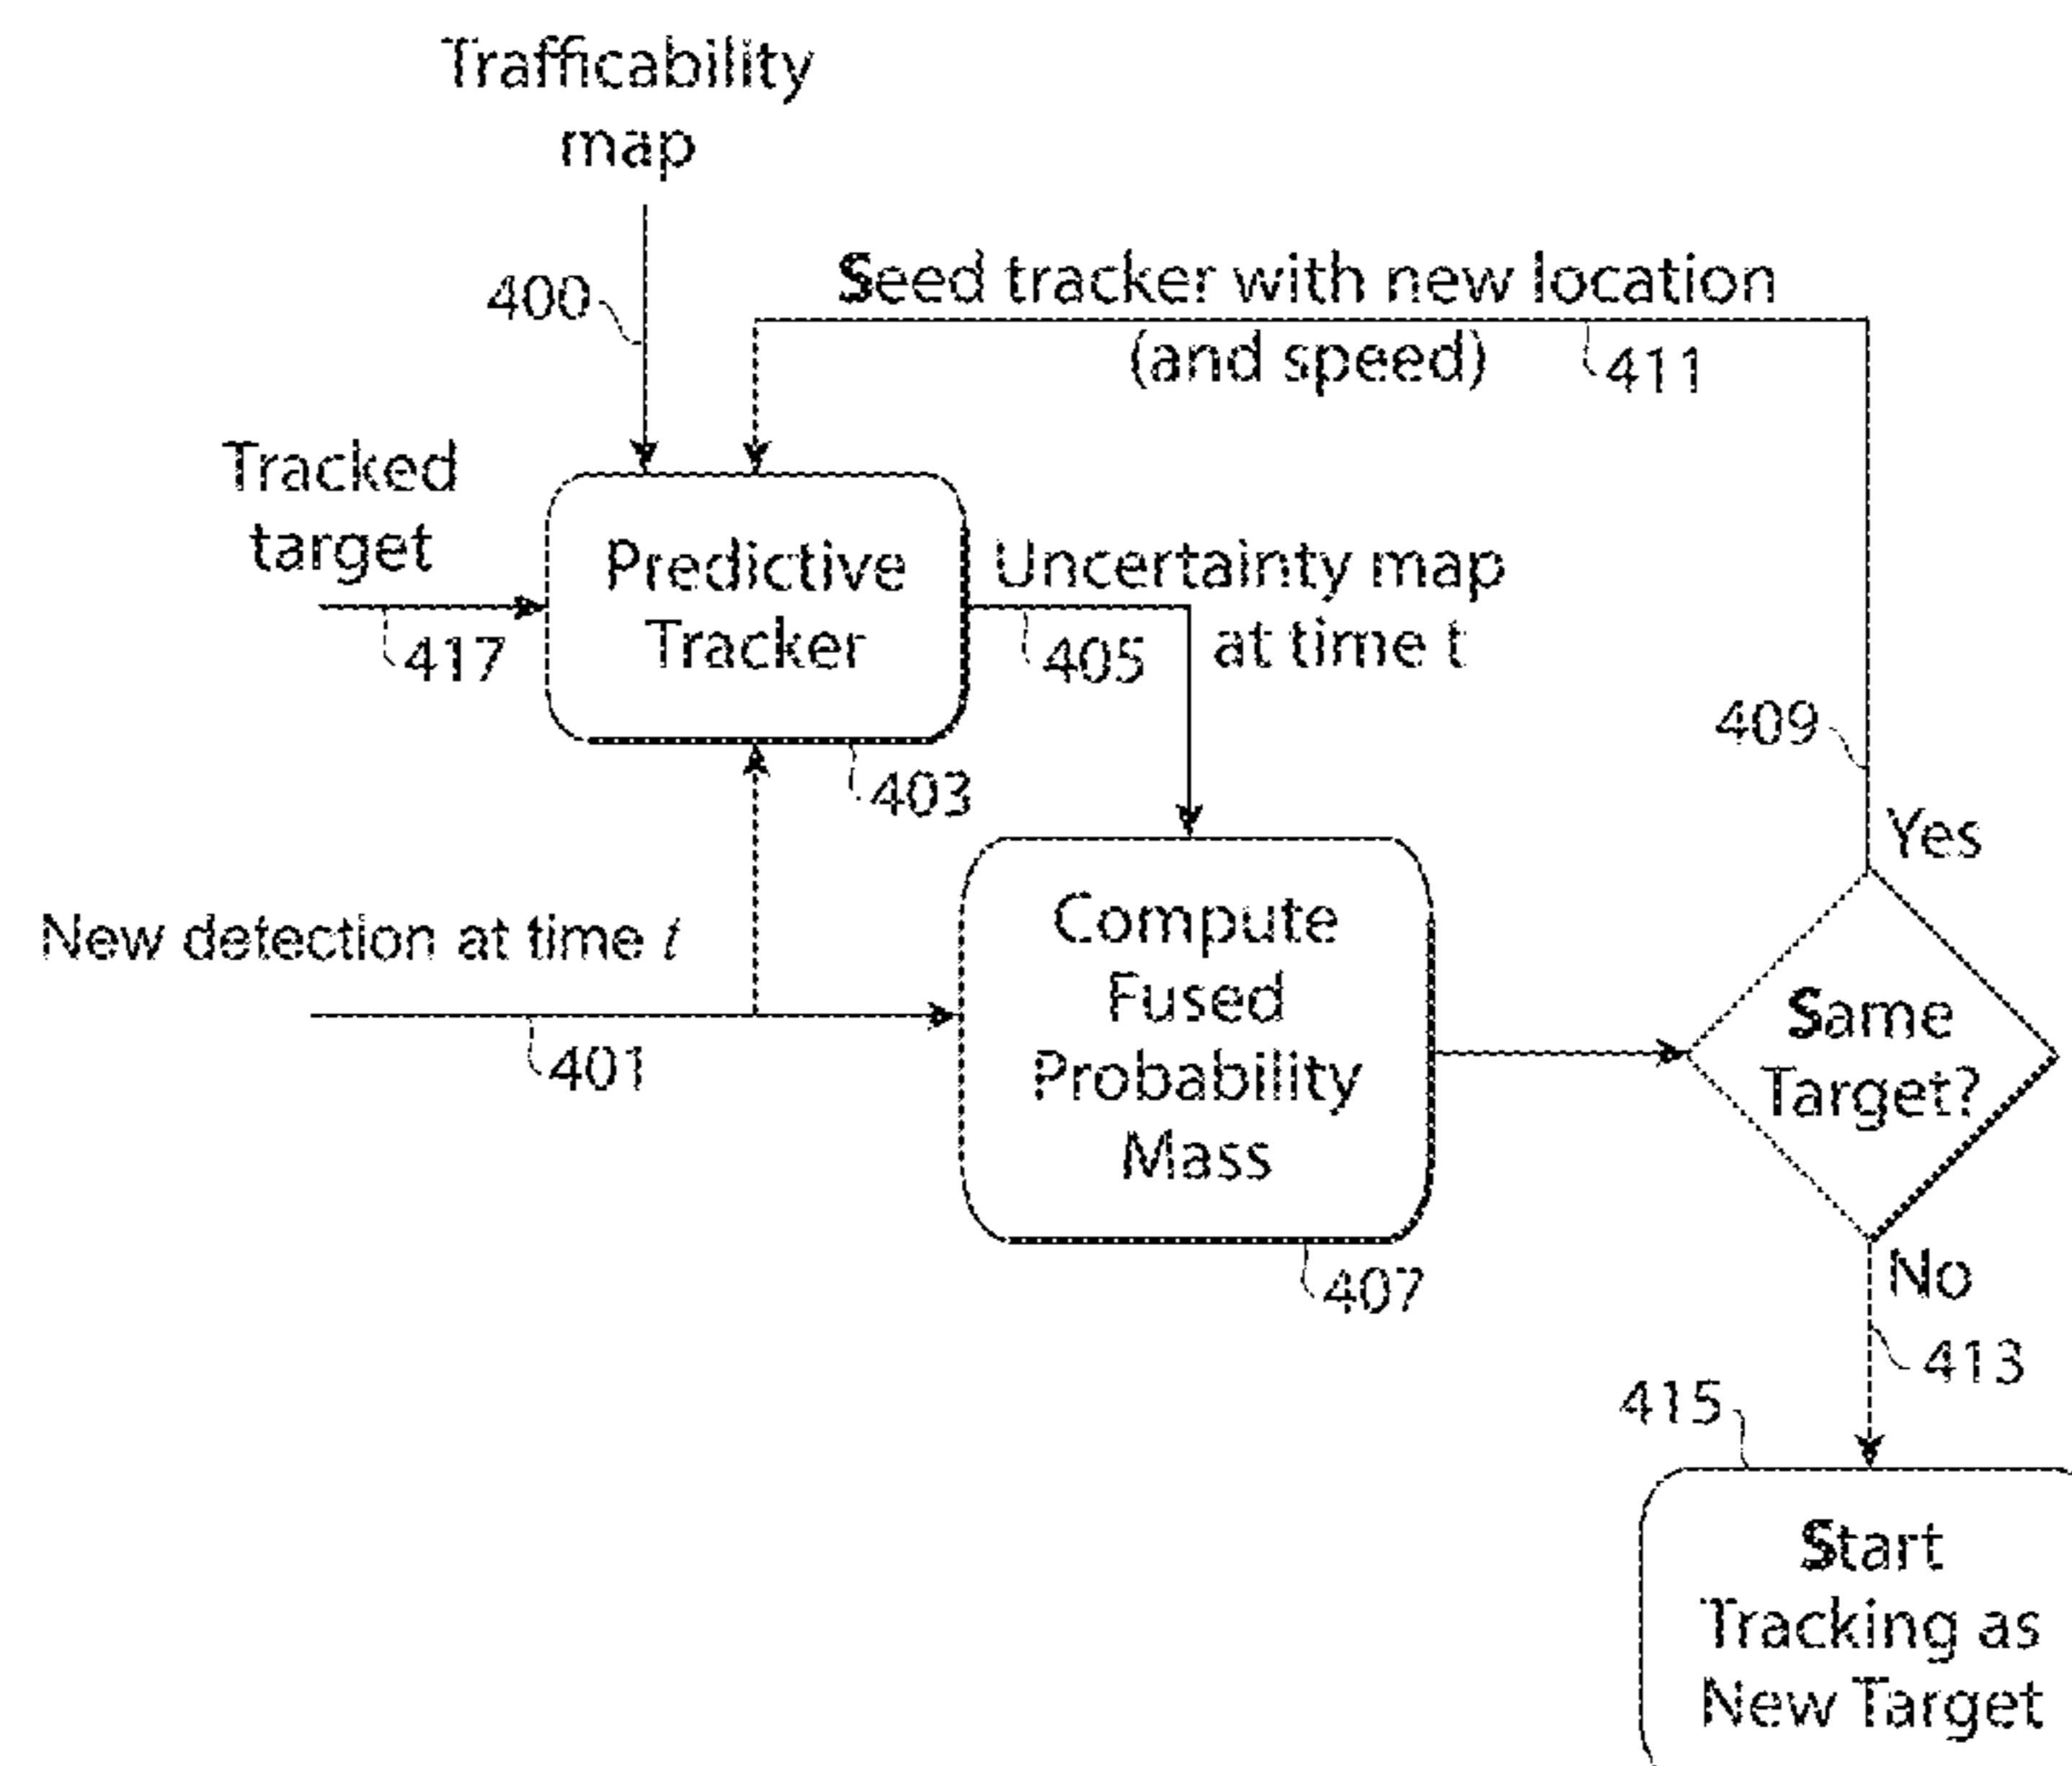 Trafficability
map
400
Seed tracker with new location
(and speed)
411
Tracked
target
417
Predictive
Tracker
403
Uncertainty map
at time t
405
409
Yes
New detection at time t
401
Compute
Fused
Probability
Mass
407
Same
Target?
No
413
415
Start
Tracking as
New Target